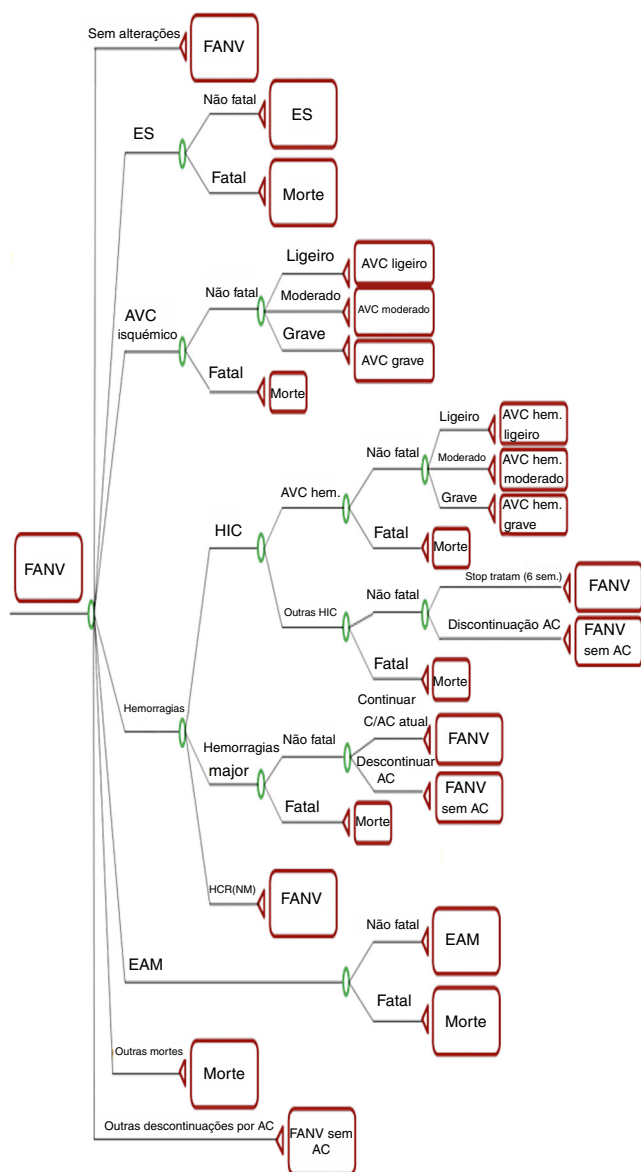 Sem alterações
FANV
Não fatal
ES
ES
Fatal
Morte
Ligeiro
AVC ligeiro
Não fatal
Moderado
AVC moderado
AVC
isquémico
Grave
AVC grave
Fatal
Morte
Ligeiro
AVC hem.
ligeiro
Não fatal
Moderado
AVC hem.
moderado
AVC hem.
Grave
AVC hem.
grave
HIC
Fatal
Morte
FANV
Stop tratam (6 sem.)
FANV
Não fatal
Outras HIC
Discontinuação AC
FANV
sem AC
Fatal
Morte
Hemorragias
Continuar
C/AC atual
FANV
Hemorragias
major
Não fatal
Descontinuar
AC
FANV
sem AC
Fatal
Morte
HCR(NM)
FANV
Não fatal
EAM
EAM
Fatal
Morte
Outras mortes
Morte
Outras descontinuações por AC
FANV sem
AC